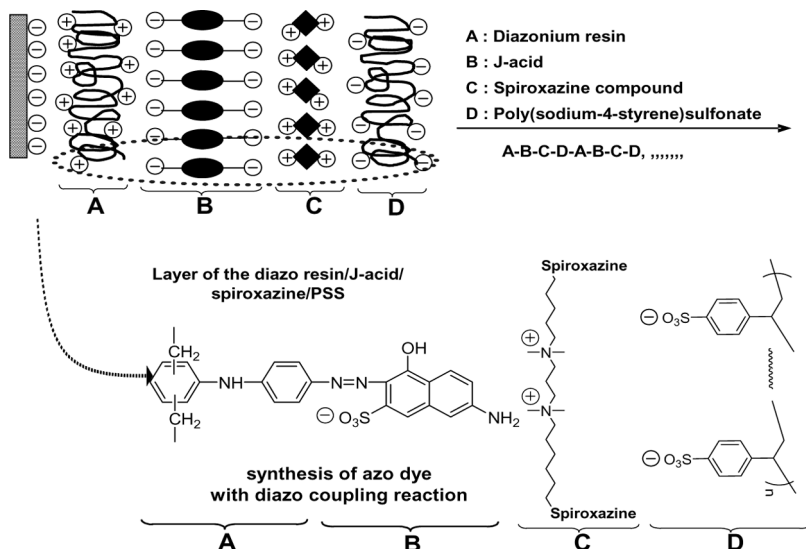 A : Diazonium resin
B : J-acid
C : Spiroxazine compound
D : Poly(sodium-4-styrene)sulfonate
A-B-C-D-A-B-C-D, ,,,,,,,
A B C D
Layer of the diazo resin/J-acid/
spiroxazine/PSS
Spiroxazine
CH2
NH
N=N
OH
O3S
NH2
CH2
N
N
O3S
O3S
n
synthesis of azo dye
with diazo coupling reaction
Spiroxazine
A B C D